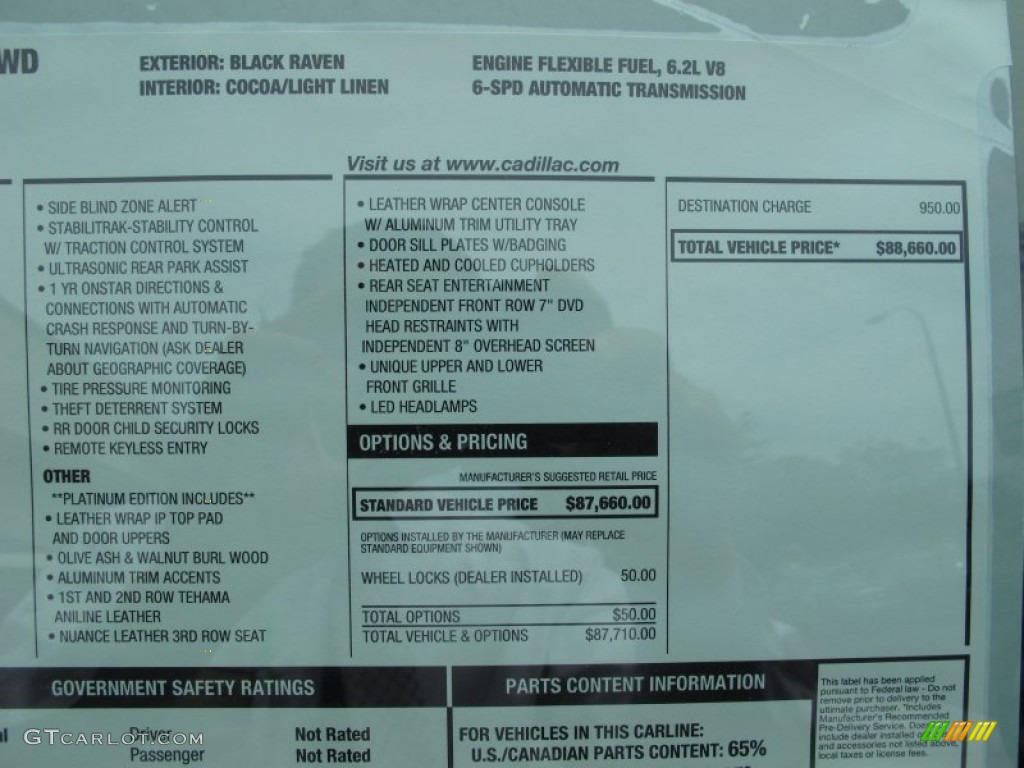 WD
EXTERIOR: BLACK RAVEN
INTERIOR: COCOA/LIGHT LINEN
ENGINE FLEXIBLE FUEL, 6.2L V8
6-SPD AUTOMATIC TRANSMISSION
Visit us at www.cadillac.com
• SIDE BLIND ZONE ALERT
• STABILITRAK-STABILITY CONTROL
W/ TRACTION CONTROL SYSTEM
• ULTRASONIC REAR PARK ASSIST
• 1 YR ONSTAR DIRECTIONS &
CONNECTIONS WITH AUTOMATIC
CRASH RESPONSE AND TURN-BY-
TURN NAVIGATION (ASK DEALER
ABOUT GEOGRAPHIC COVERAGE)
• TIRE PRESSURE MONITORING
• THEFT DETERRENT SYSTEM
• RR DOOR CHILD SECURITY LOCKS
• REMOTE KEYLESS ENTRY
OTHER
**PLATINUM EDITION INCLUDES**
• LEATHER WRAP IP TOP PAD
AND DOOR UPPERS
• OLIVE ASH & WALNUT BURL WOOD
• ALUMINUM TRIM ACCENTS
• 1ST AND 2ND ROW TEHAMA
ANILINE LEATHER
• NUANCE LEATHER 3RD ROW SEAT
• LEATHER WRAP CENTER CONSOLE
W/ ALUMINUM TRIM UTILITY TRAY
• DOOR SILL PLATES W/BADGING
• HEATED AND COOLED CUPHOLDERS
• REAR SEAT ENTERTAINMENT
INDEPENDENT FRONT ROW 7" DVD
HEAD RESTRAINTS WITH
INDEPENDENT 8" OVERHEAD SCREEN
• UNIQUE UPPER AND LOWER
FRONT GRILLE
• LED HEADLAMPS
OPTIONS & PRICING
MANUFACTURER'S SUGGESTED RETAIL PRICE
STANDARD VEHICLE PRICE $87,660.00
OPTIONS INSTALLED BY THE MANUFACTURER (MAY REPLACE
STANDARD EQUIPMENT SHOWN)
WHEEL LOCKS (DEALER INSTALLED) 50.00
TOTAL OPTIONS $50.00
TOTAL VEHICLE & OPTIONS $87,710.00
DESTINATION CHARGE 950.00
TOTAL VEHICLE PRICE* $88,660.00
GOVERNMENT SAFETY RATINGS
Driver Not Rated
Passenger Not Rated
PARTS CONTENT INFORMATION
FOR VEHICLES IN THIS CARLINE:
U.S./CANADIAN PARTS CONTENT: 65%
This label has been applied
pursuant to Federal law - Do not
remove prior to delivery to the
ultimate purchaser. *Includes
Manufacturer's Recommended
Pre-Delivery Service. Does
include dealer installed
and accessories not listed above,
local taxes or license fees.
GTCARLOT.COM